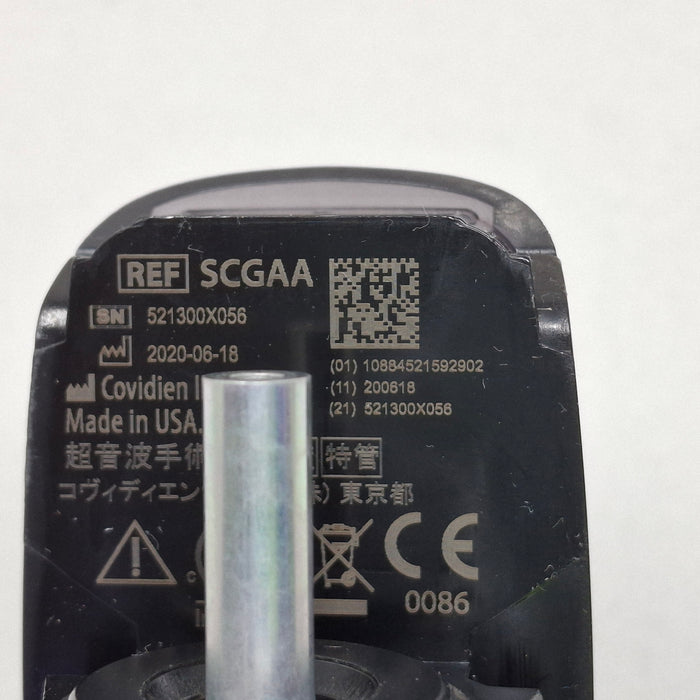 REF SCGAA
SN 521300X056
2020-06-18
(01) 10884521592902
(11) 200618
(21) 521300X056
Covidien
Made in USA.
超音波手術 特管
コヴィディエン 株) 東京都
CE
0086